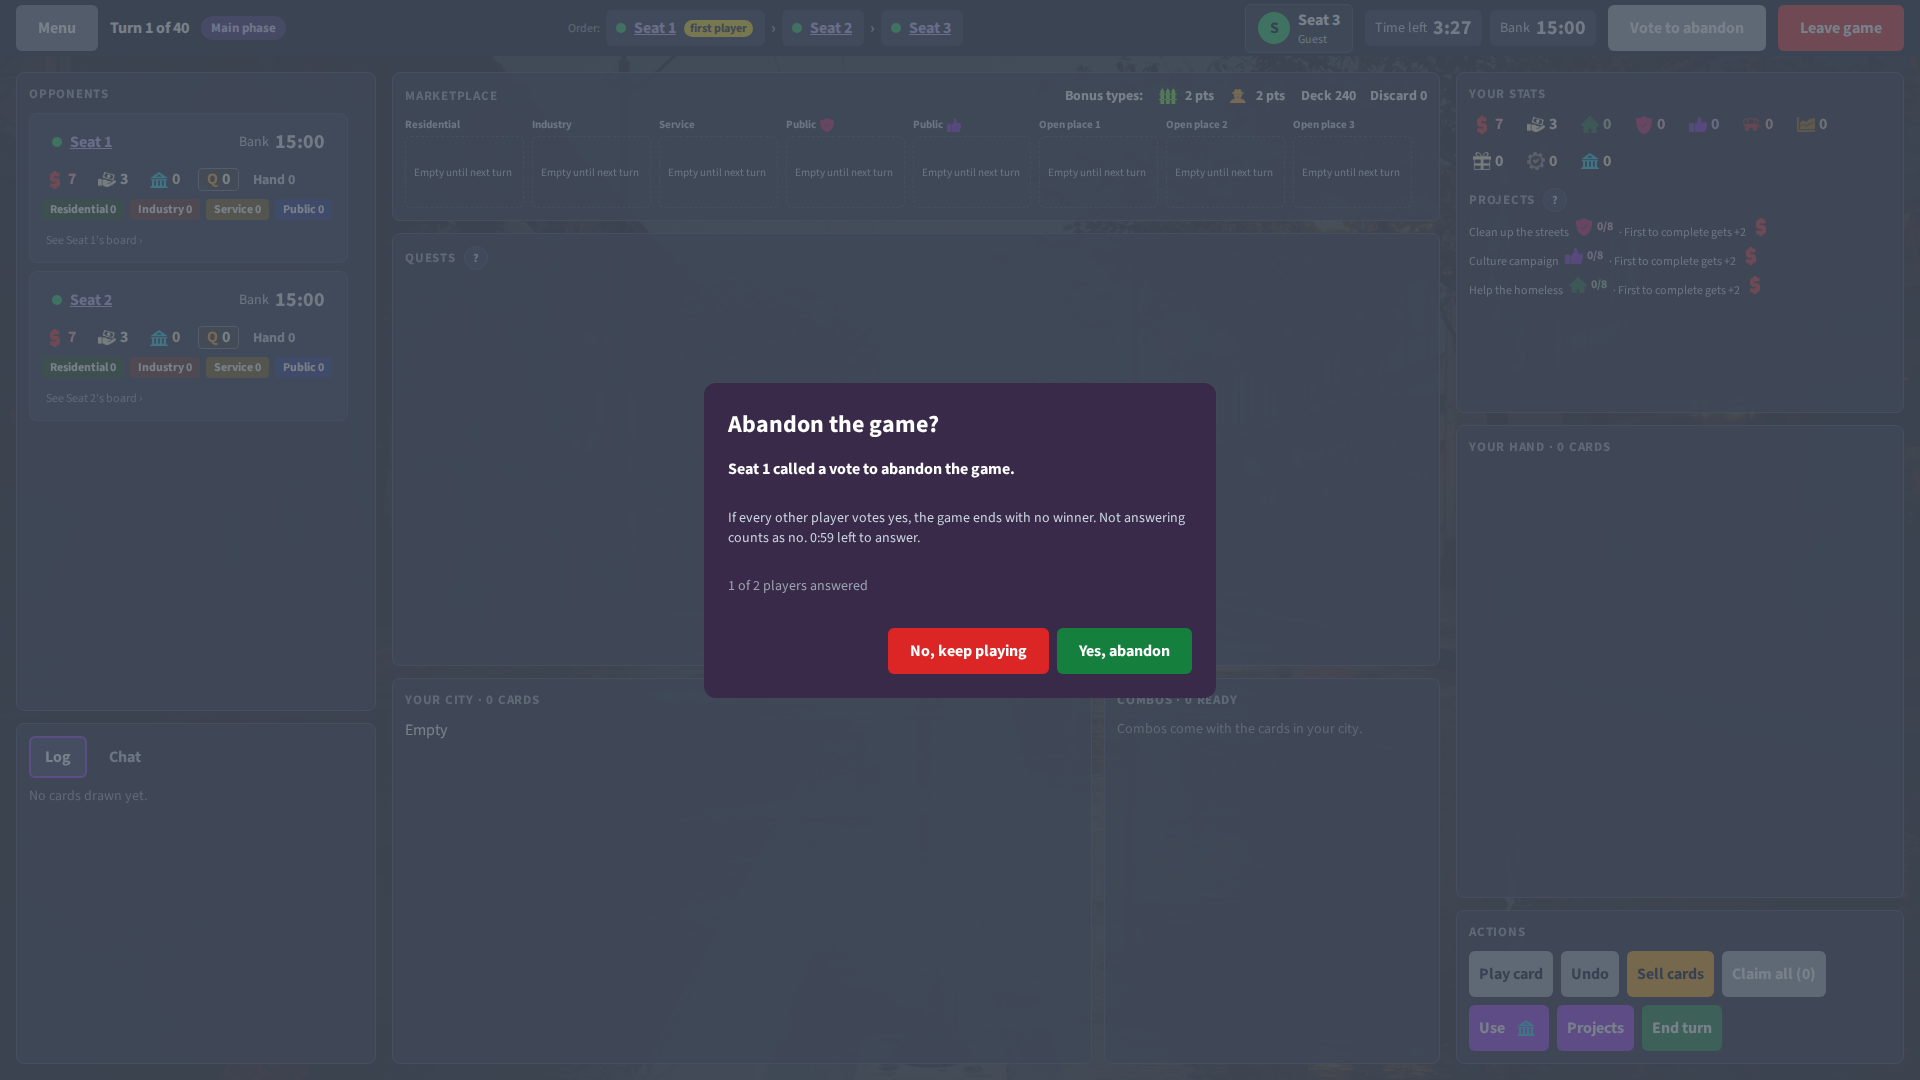 Menu
Turn 1 of 40
Main phase
Order: Seat 1 first player › Seat 2 › Seat 3
S
Seat 3
Guest
Time left 3:27
Bank 15:00
Vote to abandon
Leave game
OPPONENTS
Seat 1
Bank 15:00
7 3 0 Q 0 Hand 0
Residential 0 Industry 0 Service 0 Public 0
See Seat 1's board ›
Seat 2
Bank 15:00
7 3 0 Q 0 Hand 0
Residential 0 Industry 0 Service 0 Public 0
See Seat 2's board ›
Log
Chat
No cards drawn yet.
MARKETPLACE
Bonus types: 2 pts 2 pts Deck 240 Discard 0
Residential Industry Service Public Public Open place 1 Open place 2 Open place 3
Empty until next turn Empty until next turn Empty until next turn Empty until next turn Empty until next turn Empty until next turn Empty until next turn Empty until next turn
QUESTS ?
Abandon the game?
Seat 1 called a vote to abandon the game.
If every other player votes yes, the game ends with no winner. Not answering
counts as no. 0:59 left to answer.
1 of 2 players answered
No, keep playing
Yes, abandon
YOUR CITY · 0 CARDS
Empty
COMBOS · 0 READY
Combos come with the cards in your city.
YOUR STATS
7 3 0 0 0 0 0
0 0 0
PROJECTS ?
Clean up the streets 0/8 · First to complete gets +2
Culture campaign 0/8 · First to complete gets +2
Help the homeless 0/8 · First to complete gets +2
YOUR HAND · 0 CARDS
ACTIONS
Play card
Undo
Sell cards
Claim all (0)
Use
Projects
End turn